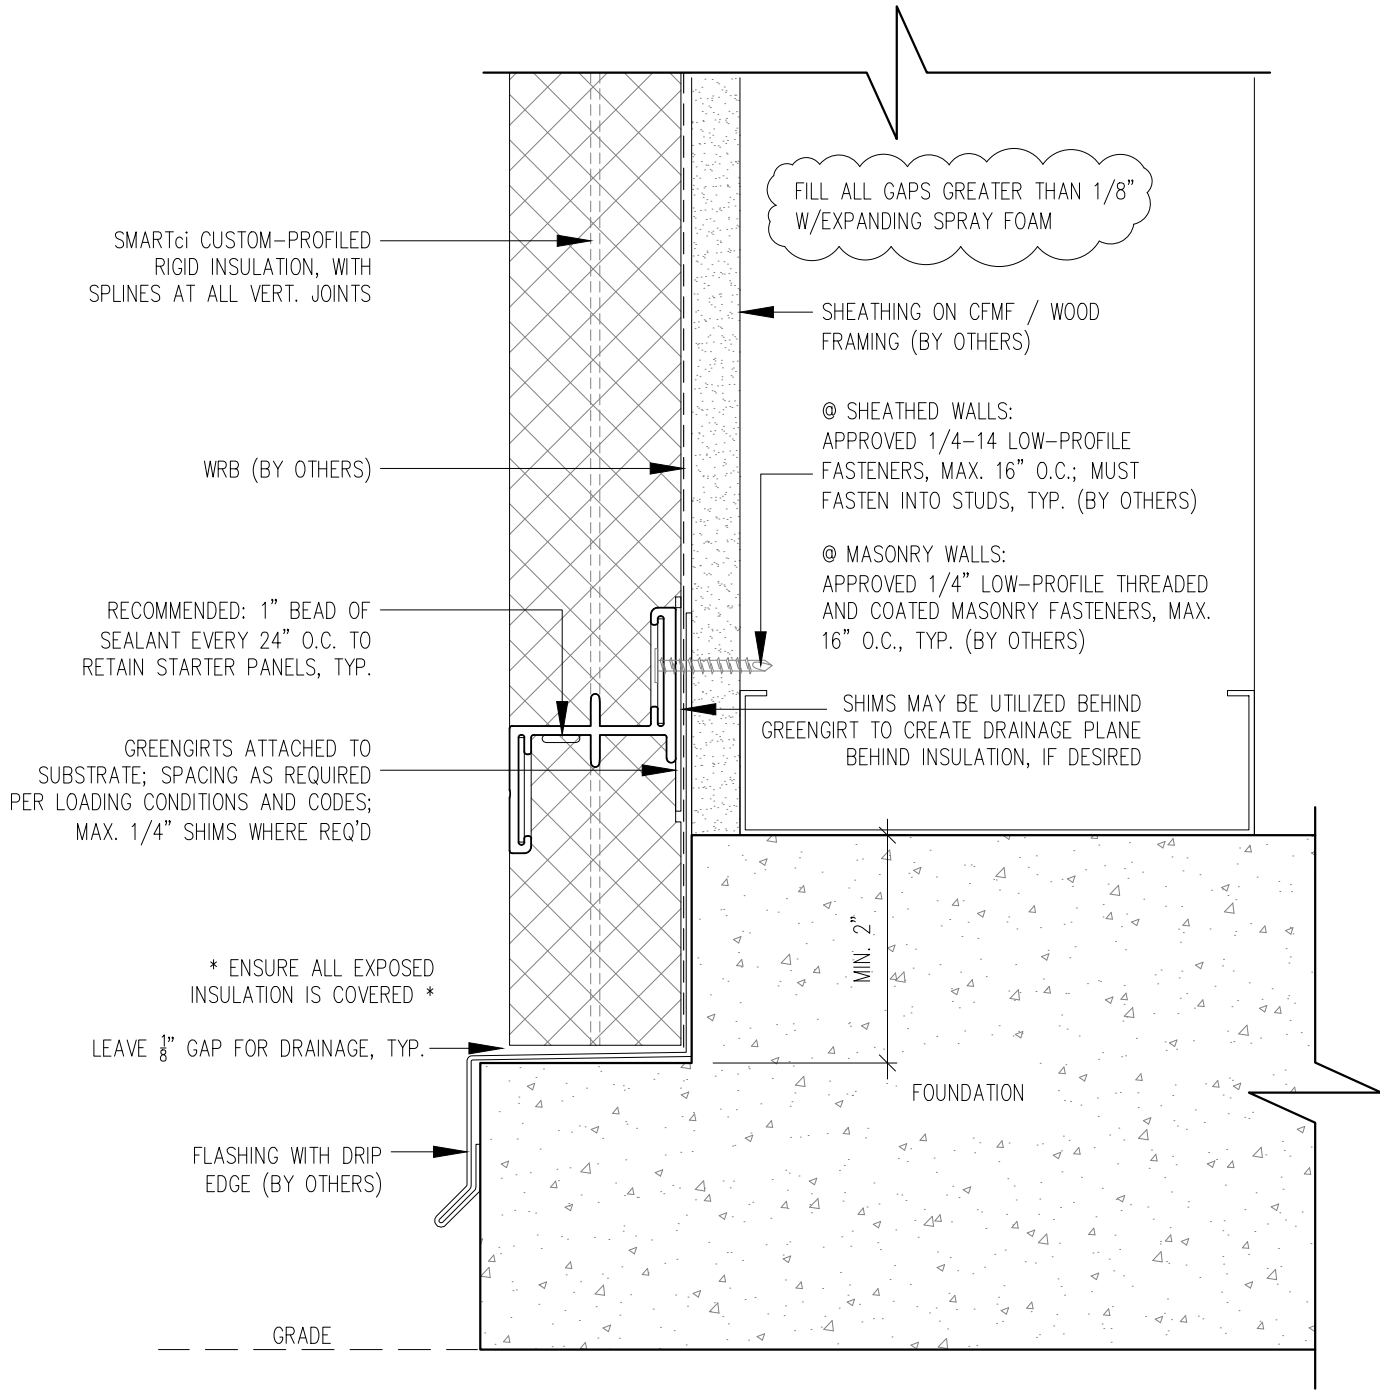 FILL ALL GAPS GREATER THAN 1/8”
W/EXPANDING SPRAY FOAM
SMARTci CUSTOM-PROFILED
RIGID INSULATION, WITH
SPLINES AT ALL VERT. JOINTS
SHEATHING ON CFMF / WOOD
FRAMING (BY OTHERS)
@ SHEATHED WALLS:
APPROVED 1/4-14 LOW-PROFILE
FASTENERS, MAX. 16” O.C.; MUST
FASTEN INTO STUDS, TYP. (BY OTHERS)
WRB (BY OTHERS)
@ MASONRY WALLS:
APPROVED 1/4” LOW-PROFILE THREADED
AND COATED MASONRY FASTENERS, MAX.
16” O.C., TYP. (BY OTHERS)
RECOMMENDED: 1” BEAD OF
SEALANT EVERY 24” O.C. TO
RETAIN STARTER PANELS, TYP.
SHIMS MAY BE UTILIZED BEHIND
GREENGIRT TO CREATE DRAINAGE PLANE
BEHIND INSULATION, IF DESIRED
GREENGIRTS ATTACHED TO
SUBSTRATE; SPACING AS REQUIRED
PER LOADING CONDITIONS AND CODES;
MAX. 1/4” SHIMS WHERE REQ’D
MIN. 2”
* ENSURE ALL EXPOSED
INSULATION IS COVERED *
LEAVE 1/8” GAP FOR DRAINAGE, TYP.
FOUNDATION
FLASHING WITH DRIP
EDGE (BY OTHERS)
GRADE